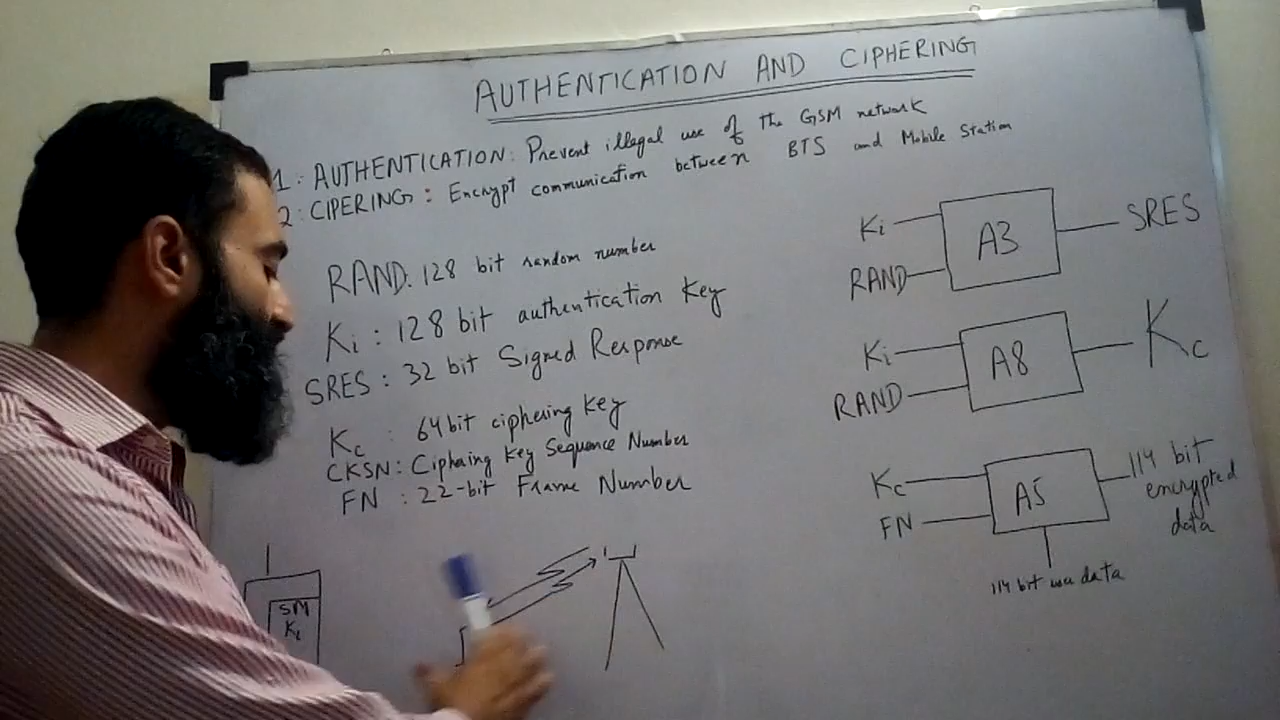 AUTHENTICATION AND CIPHERING
1: AUTHENTICATION: Prevent illegal use of the GSM network
2: CIPERING: Encrypt communication between BTS and Mobile Station
RAND: 128 bit random number
Ki : 128 bit authentication Key
SRES : 32 bit Signed Response
Kc : 64 bit ciphering Key
CKSN: Ciphering Key Sequence Number
FN : 22-bit Frame Number
SM
Ki
Ki
A3
SRES
RAND
Ki
A8
Kc
RAND
Kc
A5
114 bit
encrypted
data
FN
114 bit data